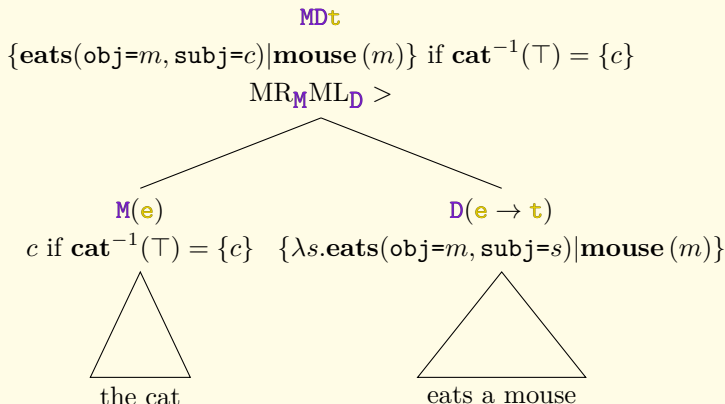 MDt
{eats(obj=m, subj=c)|mouse (m)} if cat⁻¹(⊤) = {c}
MR_M ML_D >
M(e) D(e → t)
c if cat⁻¹(⊤) = {c} {λs.eats(obj=m, subj=s)|mouse (m)}
the cat eats a mouse